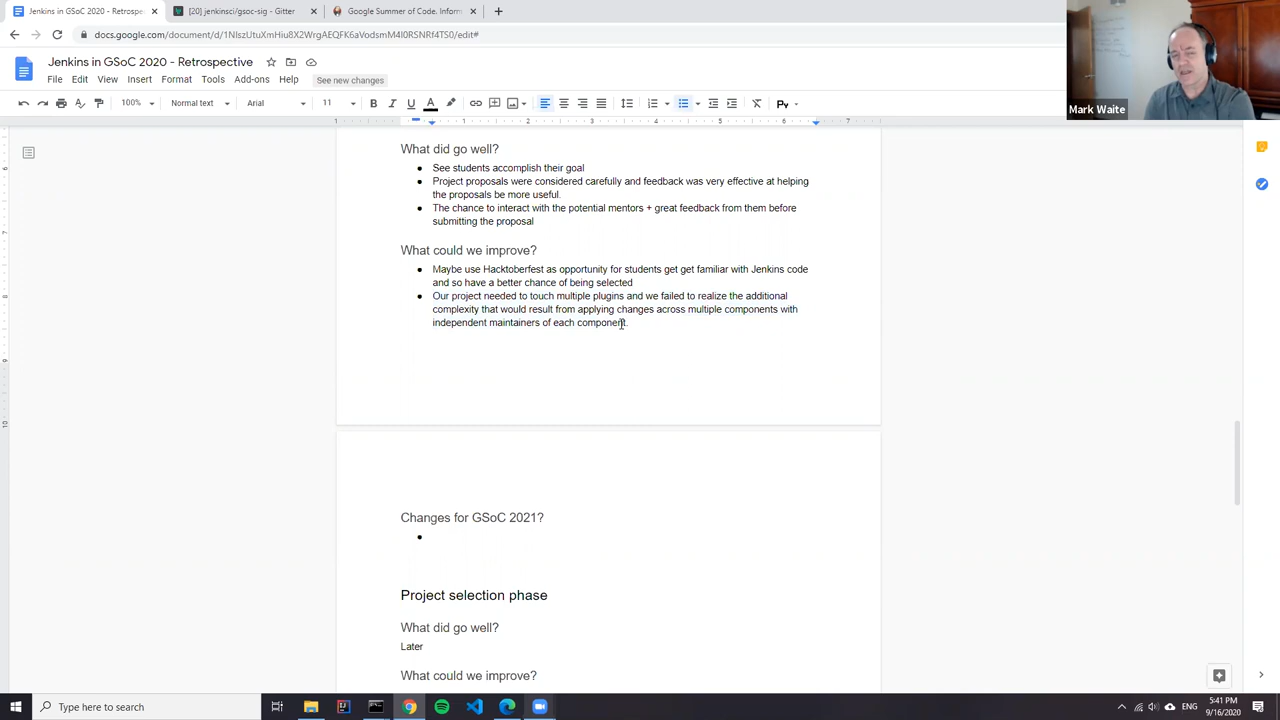 Jenkins in GSoC 2020 - Retrospec
[20] jenkinsci/gsoc-sig - Gitter
Google Summer of Code. Inform
docs.google.com/document/d/1NlszUtuXmHiu8X2WrgAEQFK6aVodsmM4I0RSNRf4TS0/edit#
Jenkins in GSoC 2020 - Retrospective
File Edit View Insert Format Tools Add-ons Help See new changes
100% Normal text Arial 11
Mark Waite
What did go well?
See students accomplish their goal
Project proposals were considered carefully and feedback was very effective at helping
the proposals be more useful.
The chance to interact with the potential mentors + great feedback from them before
submitting the proposal
What could we improve?
Maybe use Hacktoberfest as opportunity for students get get familiar with Jenkins code
and so have a better chance of being selected
Our project needed to touch multiple plugins and we failed to realize the additional
complexity that would result from applying changes across multiple components with
independent maintainers of each component.
Changes for GSoC 2021?
Project selection phase
What did go well?
Later
What could we improve?
Type here to search
ENG
5:41 PM
9/16/2020